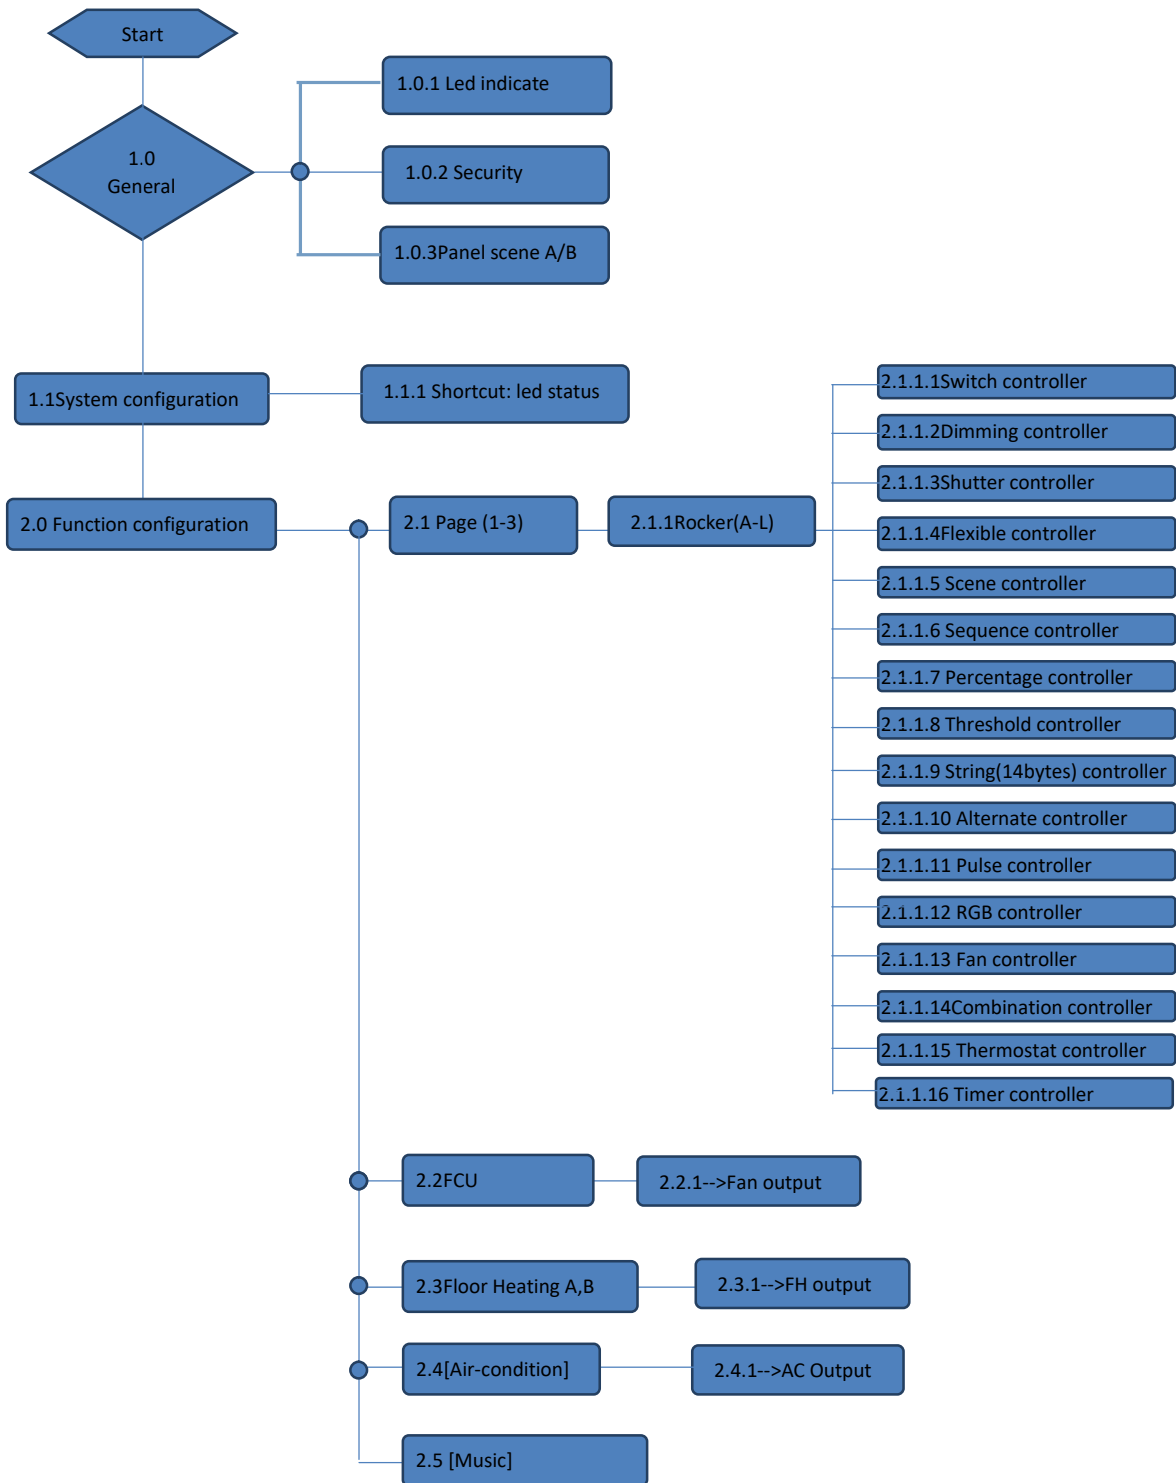 Start
1.0
General
1.0.1 Led indicate
1.0.2 Security
1.0.3Panel scene A/B
1.1System configuration
1.1.1 Shortcut: led status
2.0 Function configuration
2.1 Page (1-3)
2.1.1Rocker(A-L)
2.1.1.1Switch controller
2.1.1.2Dimming controller
2.1.1.3Shutter controller
2.1.1.4Flexible controller
2.1.1.5 Scene controller
2.1.1.6 Sequence controller
2.1.1.7 Percentage controller
2.1.1.8 Threshold controller
2.1.1.9 String(14bytes) controller
2.1.1.10 Alternate controller
2.1.1.11 Pulse controller
2.1.1.12 RGB controller
2.1.1.13 Fan controller
2.1.1.14Combination controller
2.1.1.15 Thermostat controller
2.1.1.16 Timer controller
2.2FCU
2.2.1-->Fan output
2.3Floor Heating A,B
2.3.1-->FH output
2.4[Air-condition]
2.4.1-->AC Output
2.5 [Music]